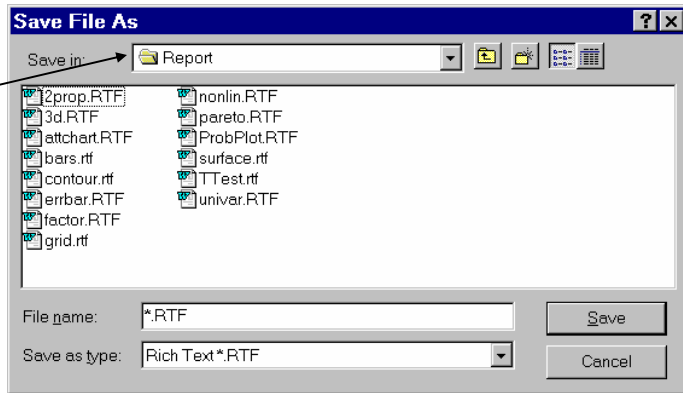 Save File As
Save in: Report
2prop.RTF
3d.RTF
attchart.RTF
bars.rtf
contour.rtf
errbar.RTF
factor.RTF
grid.rtf
nonlin.RTF
pareto.RTF
ProbPlot.RTF
surface.rtf
TTest.rtf
univar.RTF
File name: *.RTF
Save
Save as type: Rich Text*.RTF
Cancel